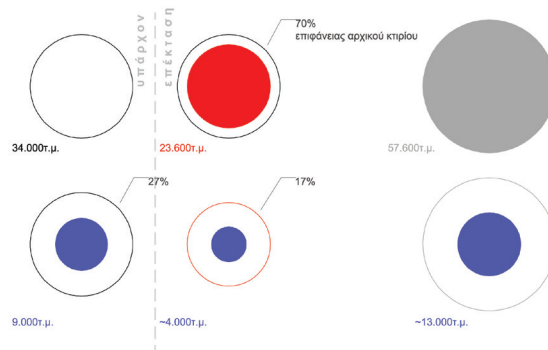 70%
επιφάνειας αρχικού κτιρίου
υπάρχον
επέκταση
34.000τ.μ.
23.600τ.μ.
57.600τ.μ.
27%
17%
9.000τ.μ.
~4.000τ.μ.
~13.000τ.μ.